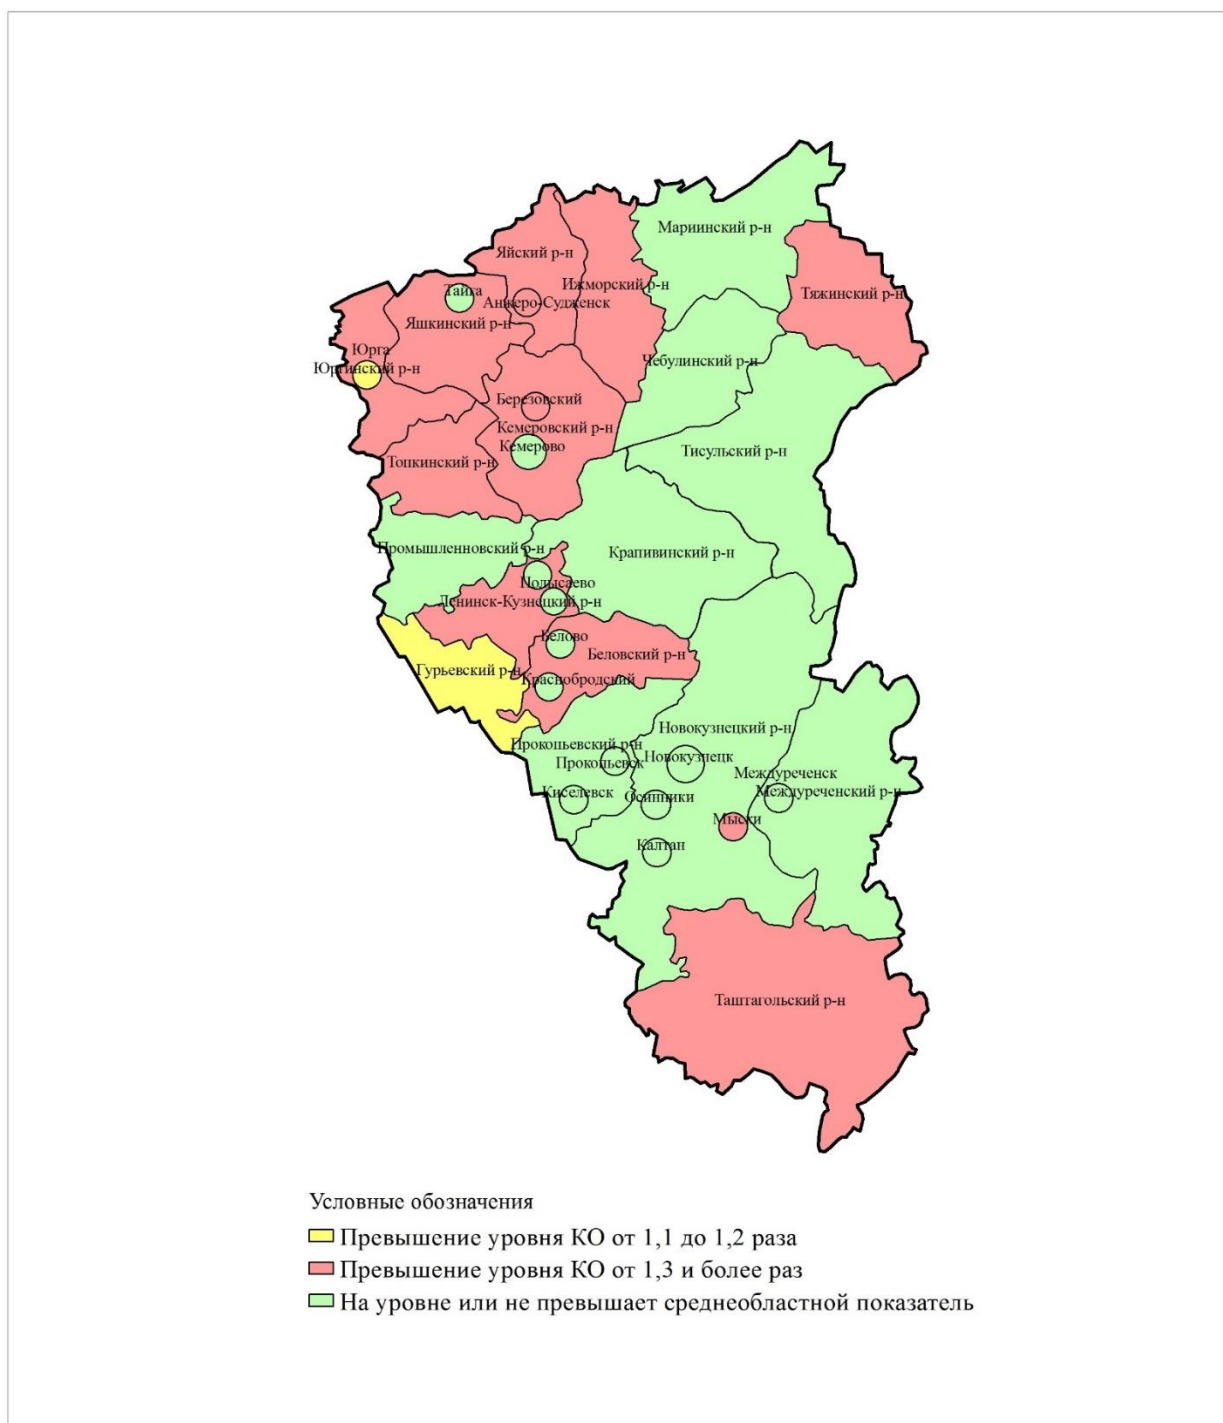 Мариинский р-н
Яйский р-н
Ижморский р-н
Тайга
Анжеро-Судженск
Тяжинский р-н
Яшкинский р-н
Юрга
Юргинский р-н
Чебулинский р-н
Березовский
Кемеровский р-н
Кемерово
Тисульский р-н
Топкинский р-н
Промышленновский р-н
Крапивинский р-н
Полысаево
Ленинск-Кузнецкий р-н
Белово
Беловский р-н
Гурьевский р-н
Краснобродский
Новокузнецкий р-н
Прокопьевский р-н
Прокопьевск
Новокузнецк
Междуреченск
Междуреченский р-н
Киселевск
Осинники
Мыски
Калтан
Таштагольский р-н
Условные обозначения
Превышение уровня КО от 1,1 до 1,2 раза
Превышение уровня КО от 1,3 и более раз
На уровне или не превышает среднеобластной показатель